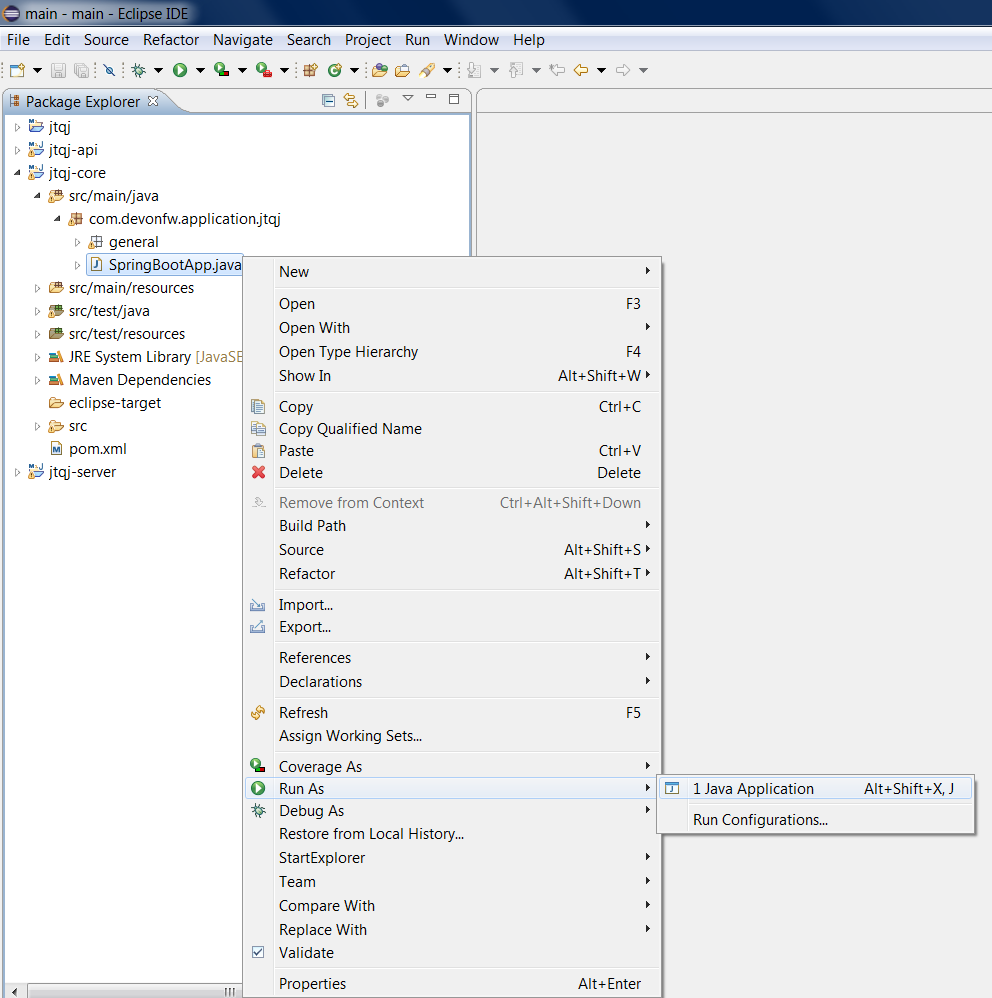 main - main - Eclipse IDE
File Edit Source Refactor Navigate Search Project Run Window Help
Package Explorer
jtqj
jtqj-api
jtqj-core
src/main/java
com.devonfw.application.jtqj
general
SpringBootApp.java
src/main/resources
src/test/java
src/test/resources
JRE System Library [JavaSE
Maven Dependencies
eclipse-target
src
pom.xml
jtqj-server
New
Open F3
Open With
Open Type Hierarchy F4
Show In Alt+Shift+W
Copy Ctrl+C
Copy Qualified Name
Paste Ctrl+V
Delete Delete
Remove from Context Ctrl+Alt+Shift+Down
Build Path
Source Alt+Shift+S
Refactor Alt+Shift+T
Import...
Export...
References
Declarations
Refresh F5
Assign Working Sets...
Coverage As
Run As
Debug As
Restore from Local History...
StartExplorer
Team
Compare With
Replace With
Validate
Properties Alt+Enter
1 Java Application Alt+Shift+X, J
Run Configurations...